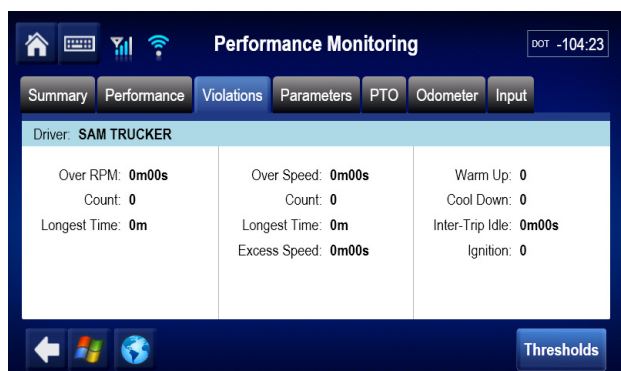 Performance Monitoring
DOT -104:23
Summary Performance Violations Parameters PTO Odometer Input
Driver: SAM TRUCKER
Over RPM: 0m00s
Count: 0
Longest Time: 0m
Over Speed: 0m00s
Count: 0
Longest Time: 0m
Excess Speed: 0m00s
Warm Up: 0
Cool Down: 0
Inter-Trip Idle: 0m00s
Ignition: 0
Thresholds